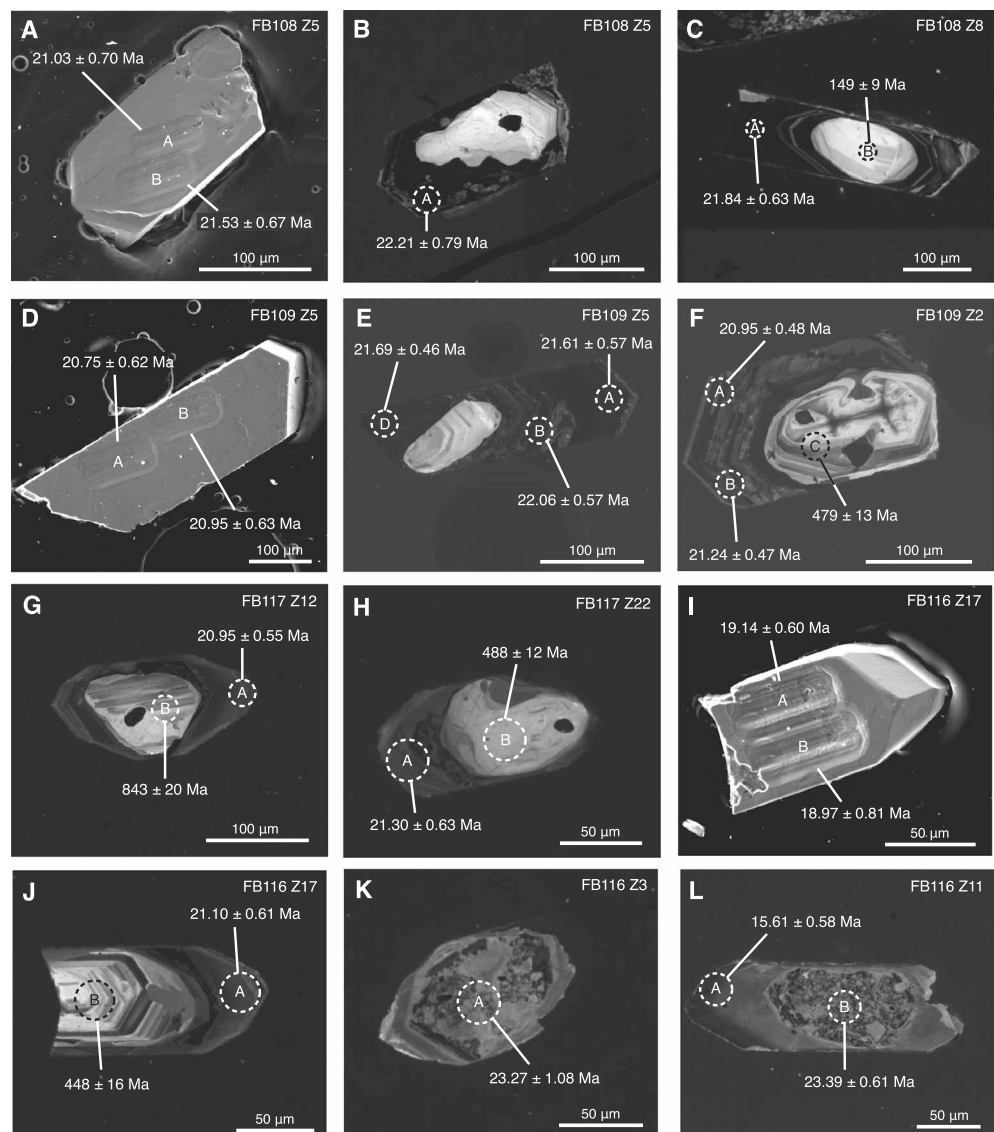 A
FB108 Z5
21.03 ± 0.70 Ma
A
B
21.53 ± 0.67 Ma
100 µm
B
FB108 Z5
A
22.21 ± 0.79 Ma
100 µm
C
FB108 Z8
149 ± 9 Ma
A
B
21.84 ± 0.63 Ma
100 µm
D
FB109 Z5
20.75 ± 0.62 Ma
B
A
20.95 ± 0.63 Ma
100 µm
E
FB109 Z5
21.69 ± 0.46 Ma
21.61 ± 0.57 Ma
A
D
B
22.06 ± 0.57 Ma
100 µm
F
FB109 Z2
20.95 ± 0.48 Ma
A
C
B
479 ± 13 Ma
21.24 ± 0.47 Ma
100 µm
G
FB117 Z12
20.95 ± 0.55 Ma
A
B
843 ± 20 Ma
100 µm
H
FB117 Z22
488 ± 12 Ma
B
A
21.30 ± 0.63 Ma
50 µm
I
FB116 Z17
19.14 ± 0.60 Ma
A
B
18.97 ± 0.81 Ma
50 µm
J
FB116 Z17
21.10 ± 0.61 Ma
A
B
448 ± 16 Ma
50 µm
K
FB116 Z3
A
23.27 ± 1.08 Ma
50 µm
L
FB116 Z11
15.61 ± 0.58 Ma
A
B
23.39 ± 0.61 Ma
50 µm